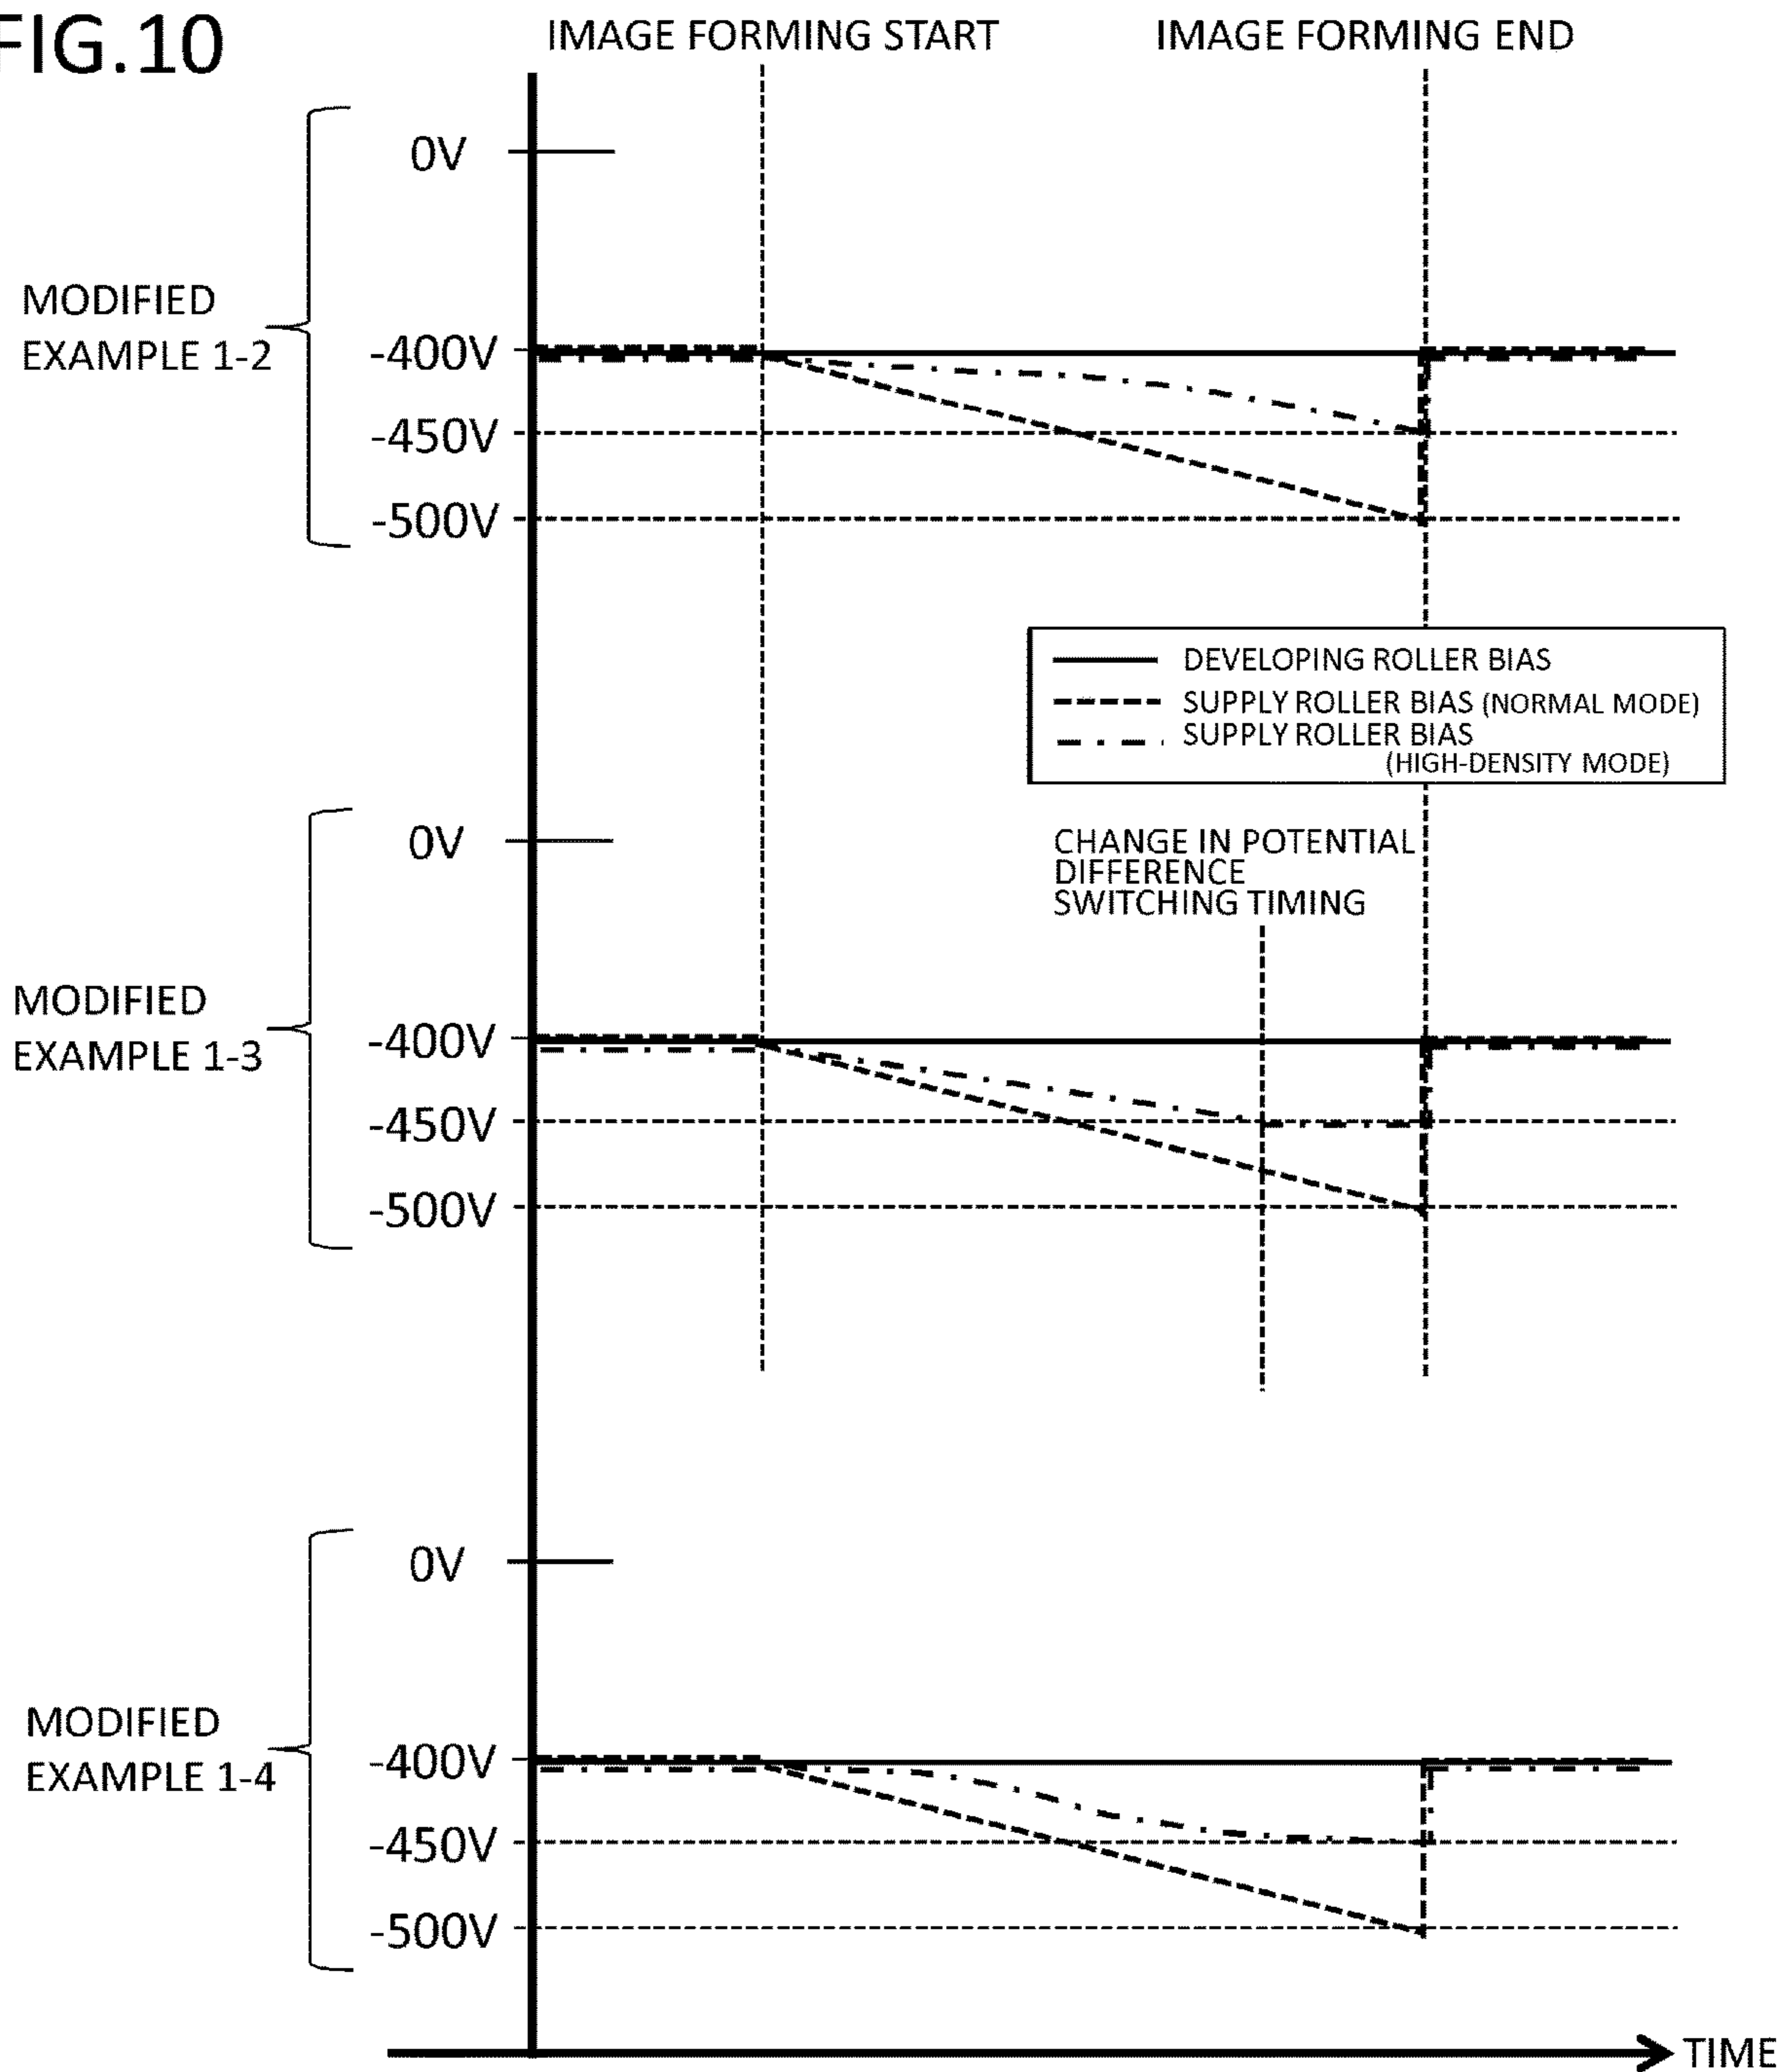 FIG.10
IMAGE FORMING START
IMAGE FORMING END
0V
MODIFIED
EXAMPLE 1-2
-400V
-450V
-500V
DEVELOPING ROLLER BIAS
SUPPLY ROLLER BIAS (NORMAL MODE)
SUPPLY ROLLER BIAS
(HIGH-DENSITY MODE)
0V
CHANGE IN POTENTIAL
DIFFERENCE
SWITCHING TIMING
MODIFIED
EXAMPLE 1-3
-400V
-450V
-500V
0V
MODIFIED
EXAMPLE 1-4
-400V
-450V
-500V
TIME